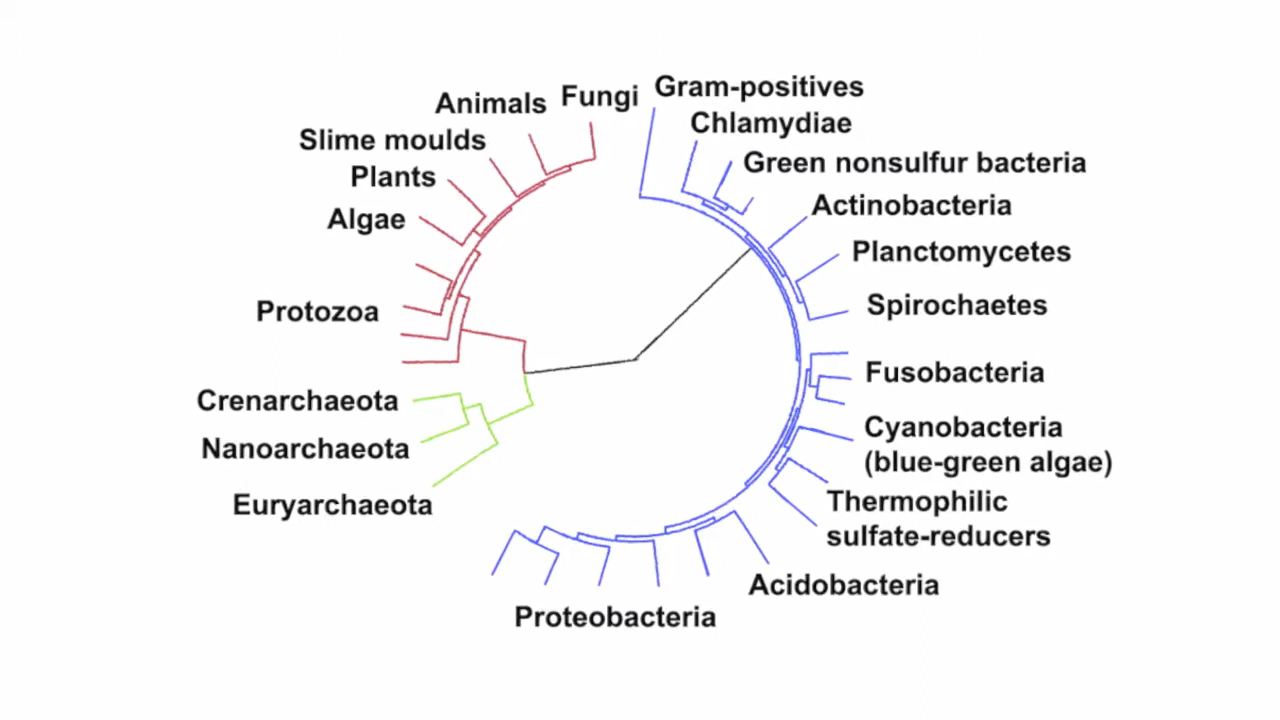 Fungi
Animals
Slime moulds
Plants
Algae
Protozoa
Crenarchaeota
Nanoarchaeota
Euryarchaeota
Gram-positives
Chlamydiae
Green nonsulfur bacteria
Actinobacteria
Planctomycetes
Spirochaetes
Fusobacteria
Cyanobacteria
(blue-green algae)
Thermophilic
sulfate-reducers
Acidobacteria
Proteobacteria